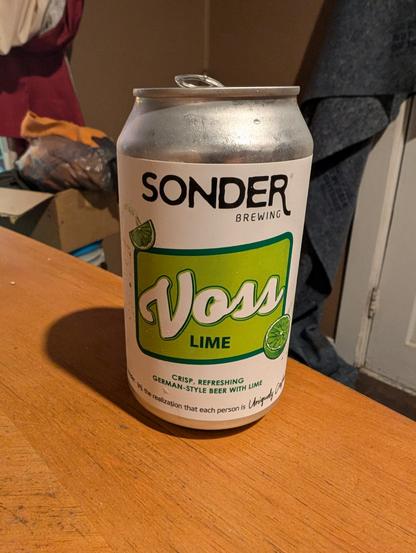 SONDER
BREWING
Voss
LIME
CRISP, REFRESHING
GERMAN-STYLE BEER WITH LIME
the realization that each person is Uniquely